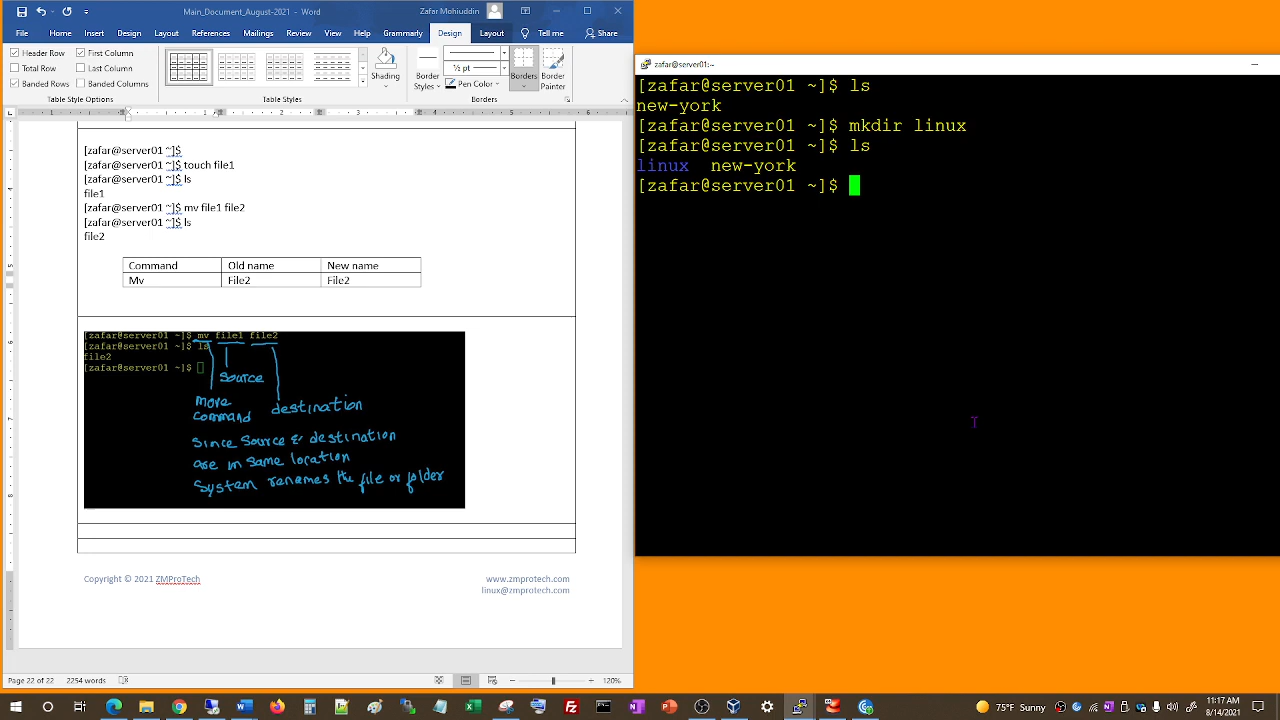 Main_Document_August-2021 - Word
Zafar Mohiuddin
File
Home
Insert
Draw
Design
Layout
References
Mailings
Review
View
Developer
Help
Design
Layout
Tell me
Share
Header Row
First Column
Total Row
Last Column
Banded Rows
Banded Columns
Table Style Options
Table Styles
Shading
Border
Styles
½ pt
Pen Color
Borders
Border
Painter
Borders
[zafar@server01 ~]$
[zafar@server01 ~]$ touch file1
[zafar@server01 ~]$ ls
file1
[zafar@server01 ~]$ mv file1 file2
[zafar@server01 ~]$ ls
file2
Command Old name New name
Mv File2 File2
[zafar@server01 ~]$ mv file1 file2
[zafar@server01 ~]$ ls
file2
[zafar@server01 ~]$
Source
Move
Command
destination
Since Source & destination
are in same location
System renames the file or folder
Copyright © 2021 ZMProTech
www.zmprotech.com
linux@zmprotech.com
Page 22 of 22 2254 words
120%
zafar@server01:~
[zafar@server01 ~]$ ls
new-york
[zafar@server01 ~]$ mkdir linux
[zafar@server01 ~]$ ls
linux new-york
[zafar@server01 ~]$
75°F Sunny
11:17 AM
8/14/2021